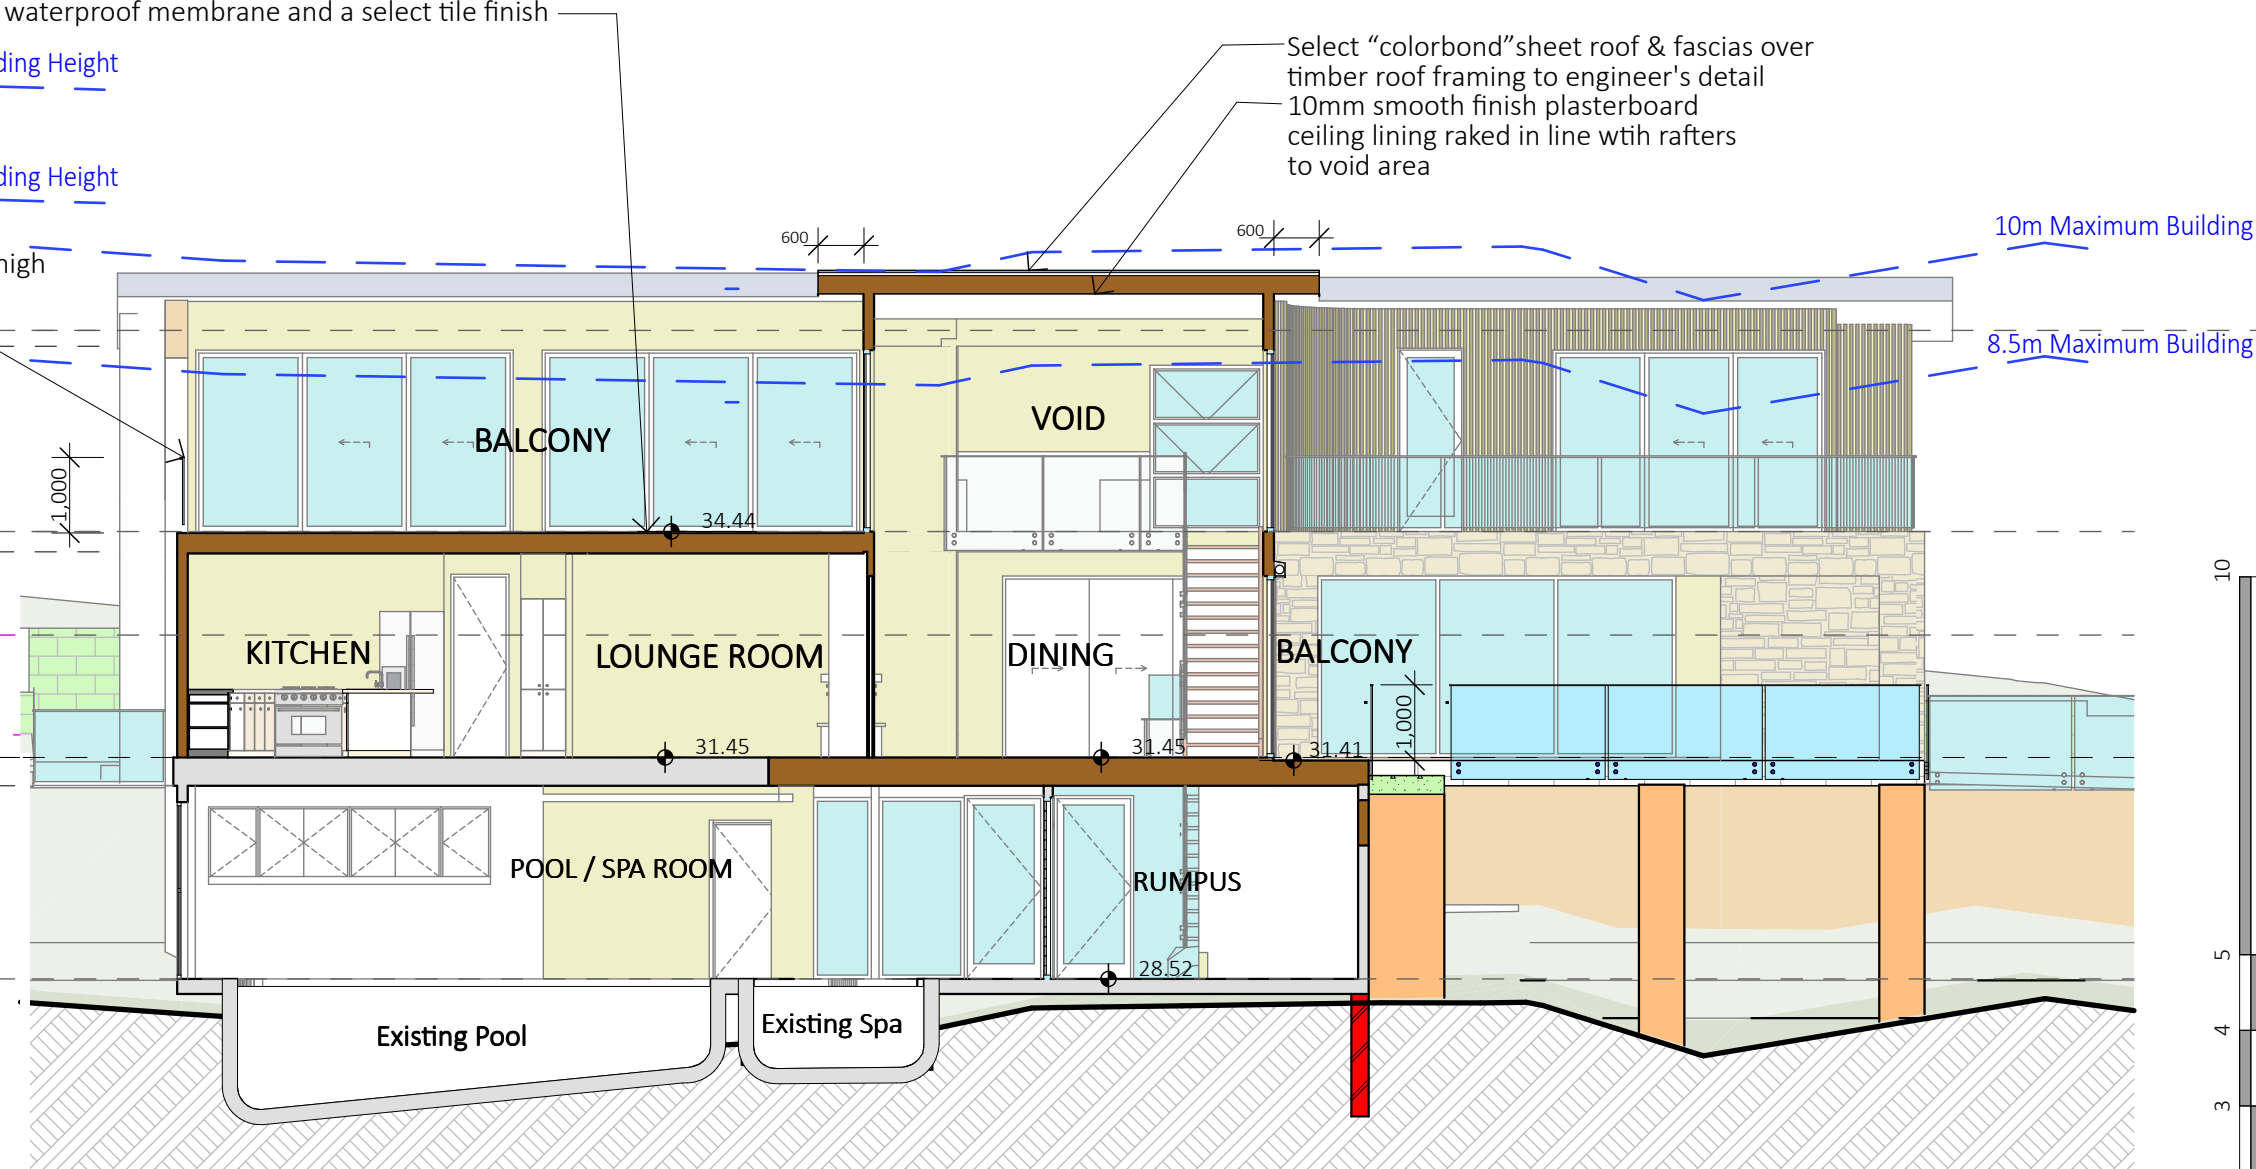 waterproof membrane and a select tile finish
ding Height
Select “colorbond”sheet roof & fascias over
timber roof framing to engineer's detail
10mm smooth finish plasterboard
ceiling lining raked in line wtih rafters
to void area
ding Height
600
600
10m Maximum Building
high
8.5m Maximum Building
VOID
BALCONY
1,000
34.44
10
KITCHEN
LOUNGE ROOM
DINING
BALCONY
1,000
31.45
31.45
31.41
POOL / SPA ROOM
RUMPUS
28.52
5
Existing Pool
Existing Spa
4
3